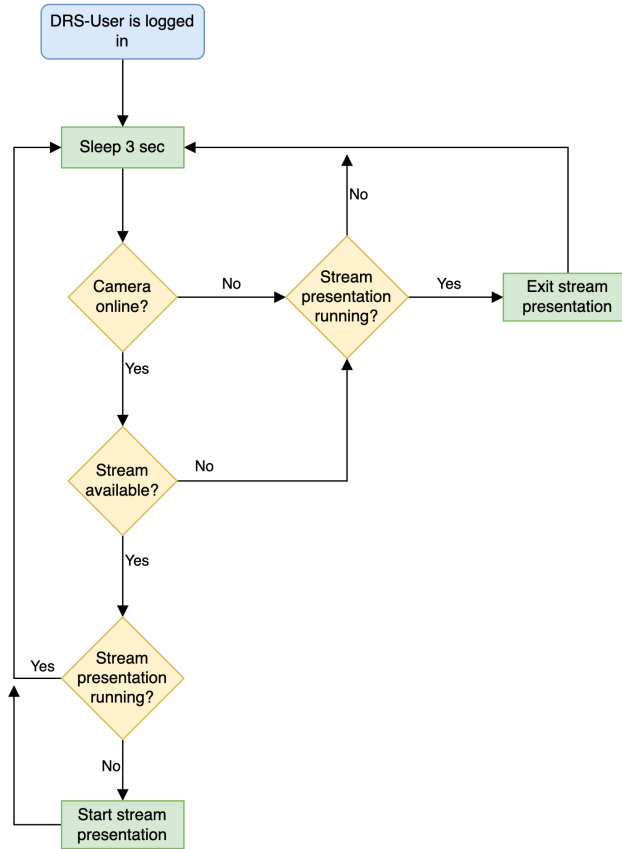 DRS-User is logged
in
Sleep 3 sec
No
Camera
online?
No
Stream
presentation
running?
Yes
Exit stream
presentation
Yes
Stream
available?
No
Yes
Stream
presentation
running?
Yes
No
Start stream
presentation